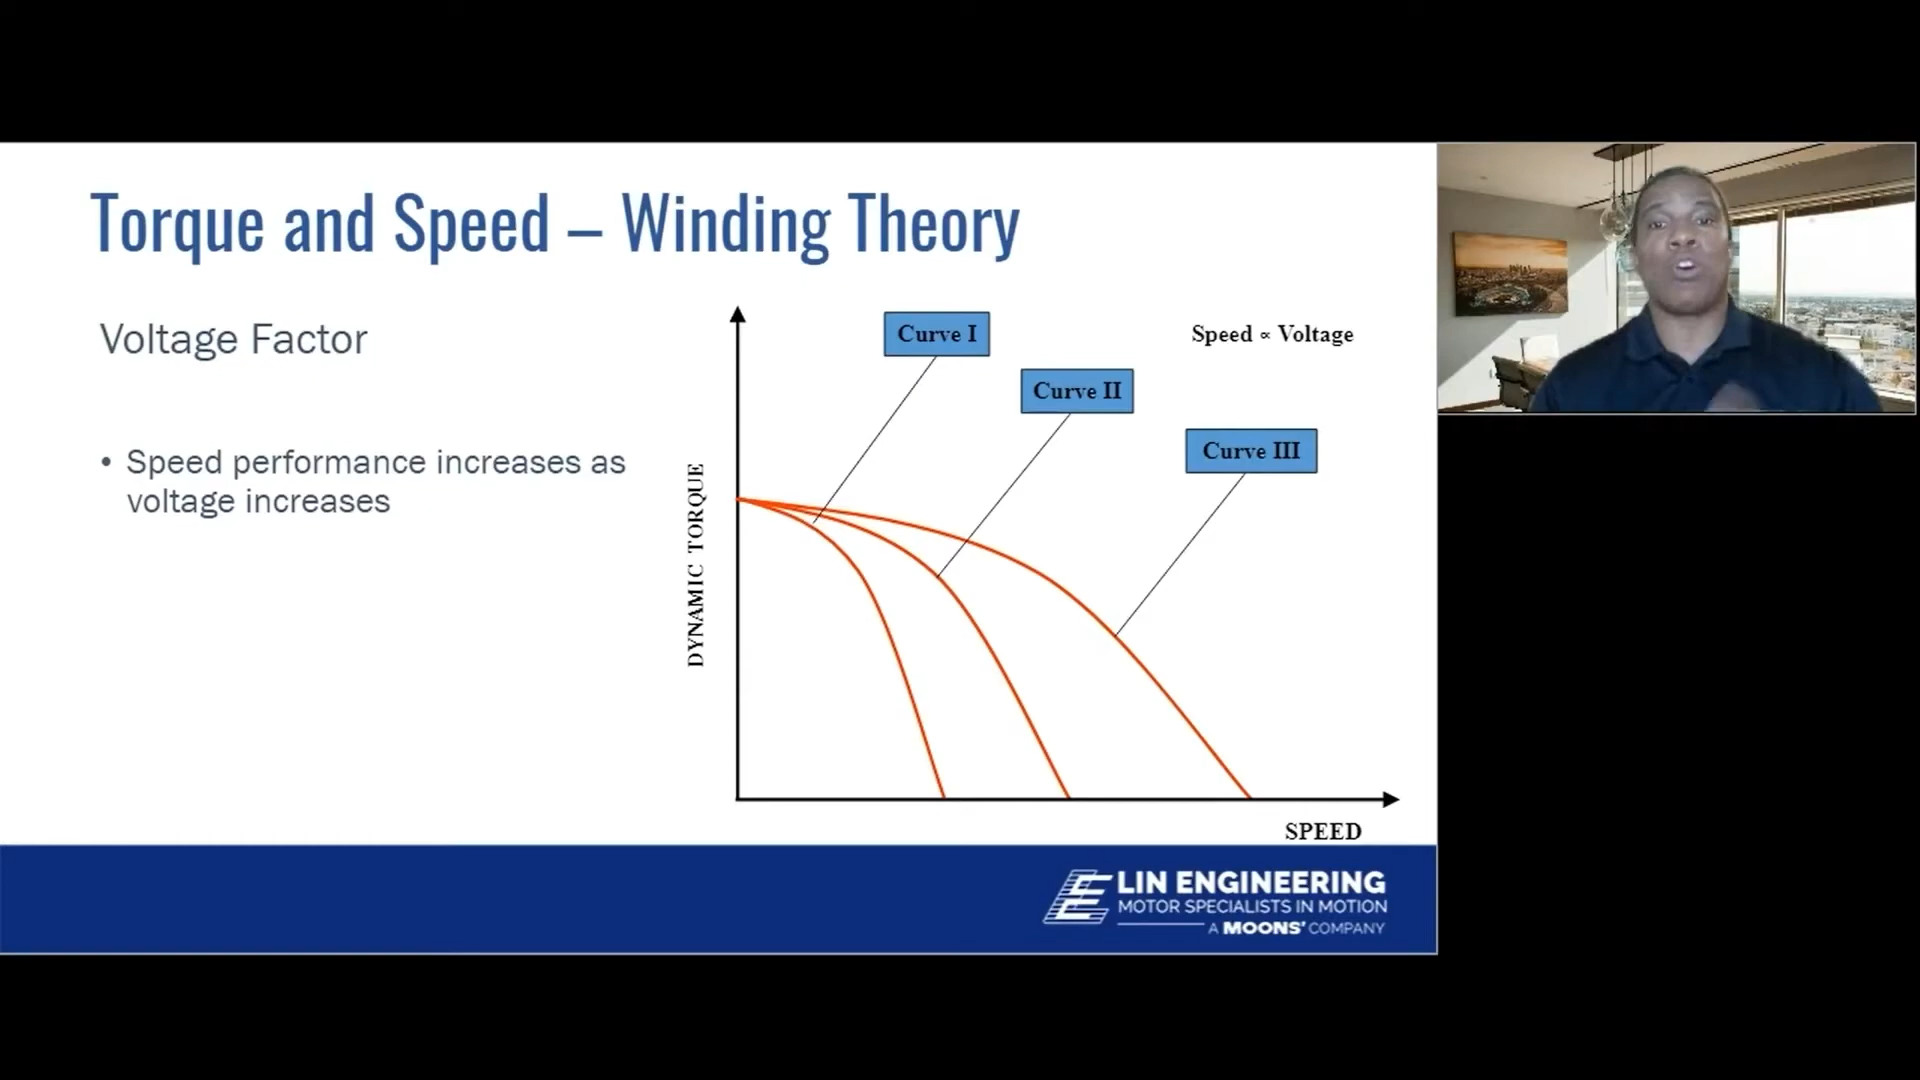 Torque and Speed – Winding Theory
Voltage Factor
• Speed performance increases as
voltage increases
Curve I
Curve II
Curve III
Speed ∝ Voltage
DYNAMIC TORQUE
SPEED
LIN ENGINEERING
MOTOR SPECIALISTS IN MOTION
A MOONS' COMPANY